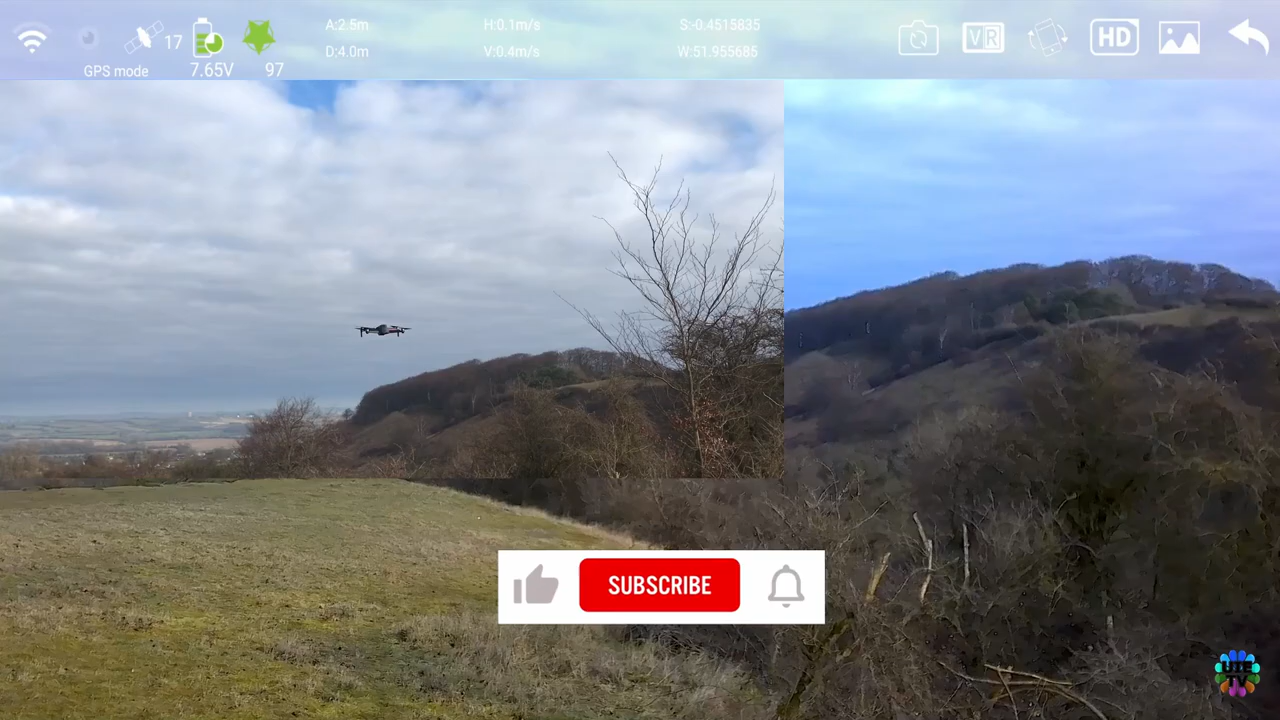 17
GPS mode
7.65V
97
A:2.5m
D:4.0m
H:0.1m/s
V:0.4m/s
S:-0.4515835
W:51.955685
VR
HD
SUBSCRIBE
UTE
TV